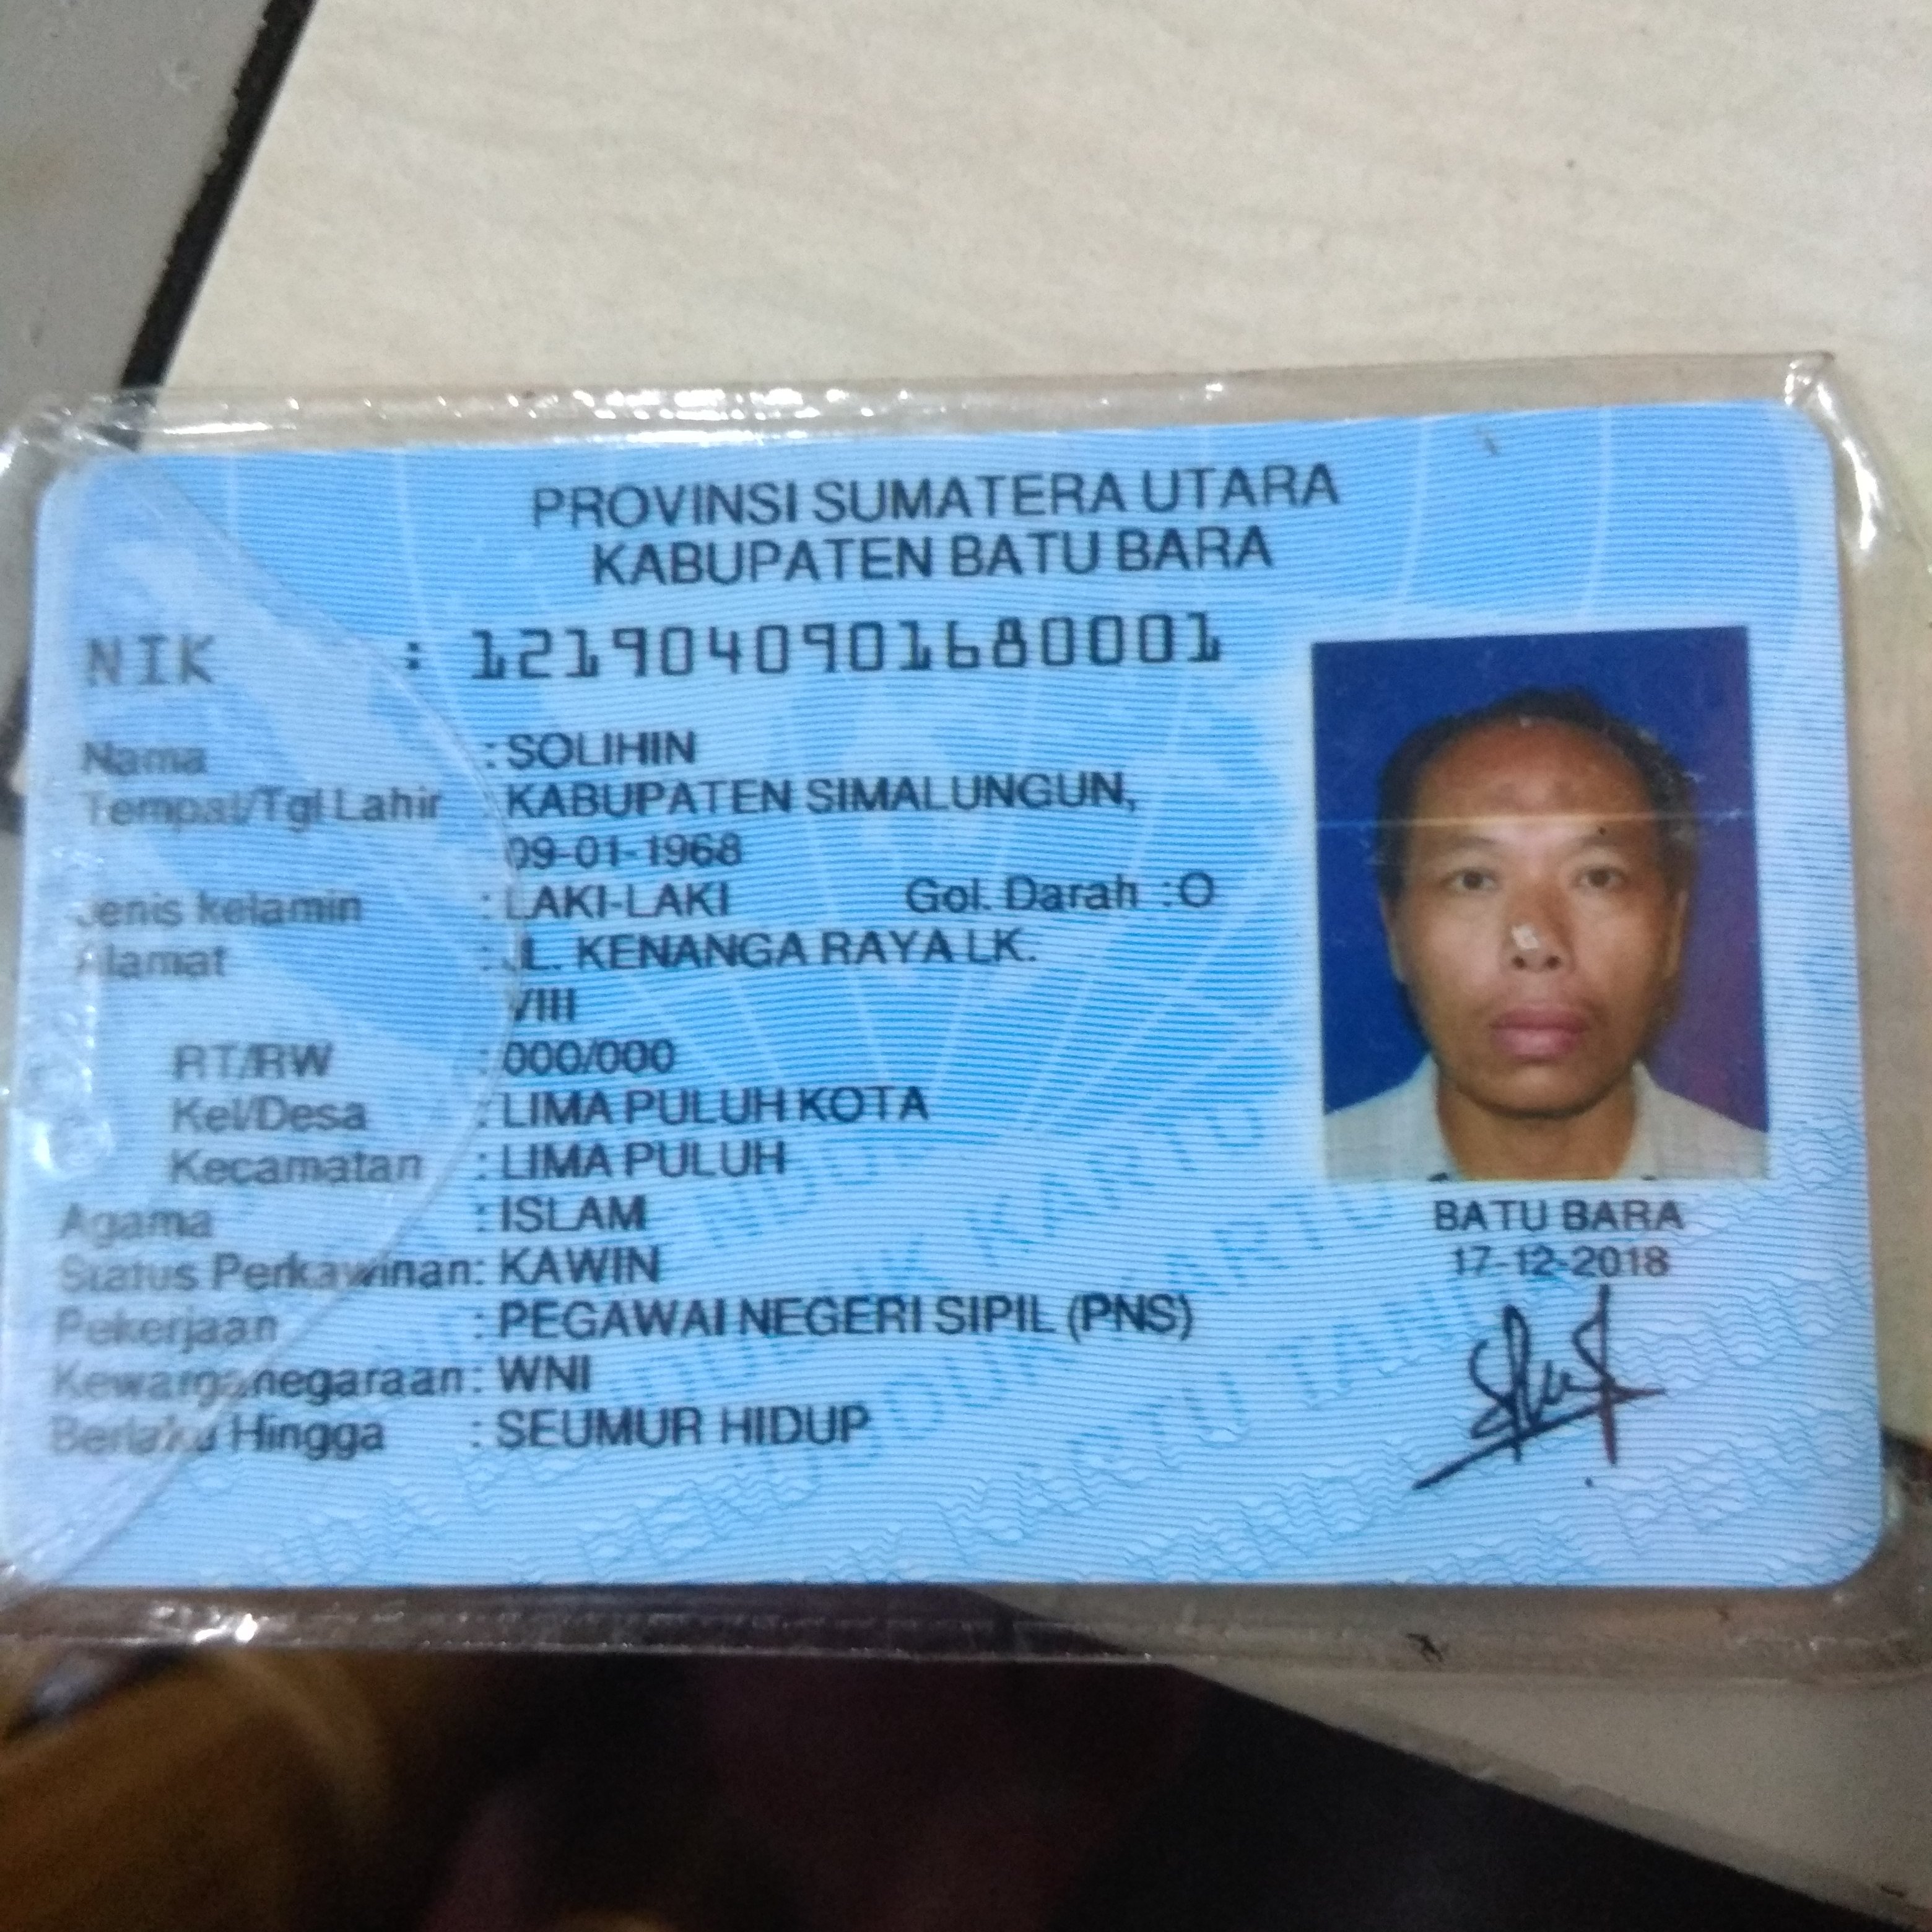 PROVINSI SUMATERA UTARA
KABUPATEN BATU BARA
NIK : 1219040901680001
Nama : SOLIHIN
Tempat/Tgl Lahir : KABUPATEN SIMALUNGUN,
09-01-1968
Jenis kelamin : LAKI-LAKI Gol. Darah : O
Alamat : JL. KENANGA RAYA LK.
VIII
RT/RW : 000/000
Kel/Desa : LIMA PULUH KOTA
Kecamatan : LIMA PULUH
Agama : ISLAM
Status Perkawinan: KAWIN
Pekerjaan : PEGAWAI NEGERI SIPIL (PNS)
Kewarganegaraan: WNI
Berlaku Hingga : SEUMUR HIDUP
BATU BARA
17-12-2018